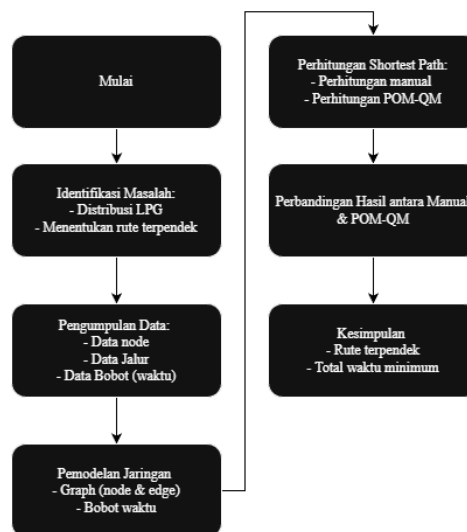 Mulai
Identifikasi Masalah:
- Distribusi LPG
- Menentukan rute terpendek
Pengumpulan Data:
- Data node
- Data Jalur
- Data Bobot (waktu)
Pemodelan Jaringan
- Graph (node & edge)
- Bobot waktu
Perhitungan Shortest Path:
- Perhitungan manual
- Perhitungan POM-QM
Perbandingan Hasil antara Manual
& POM-QM
Kesimpulan
- Rute terpendek
- Total waktu minimum